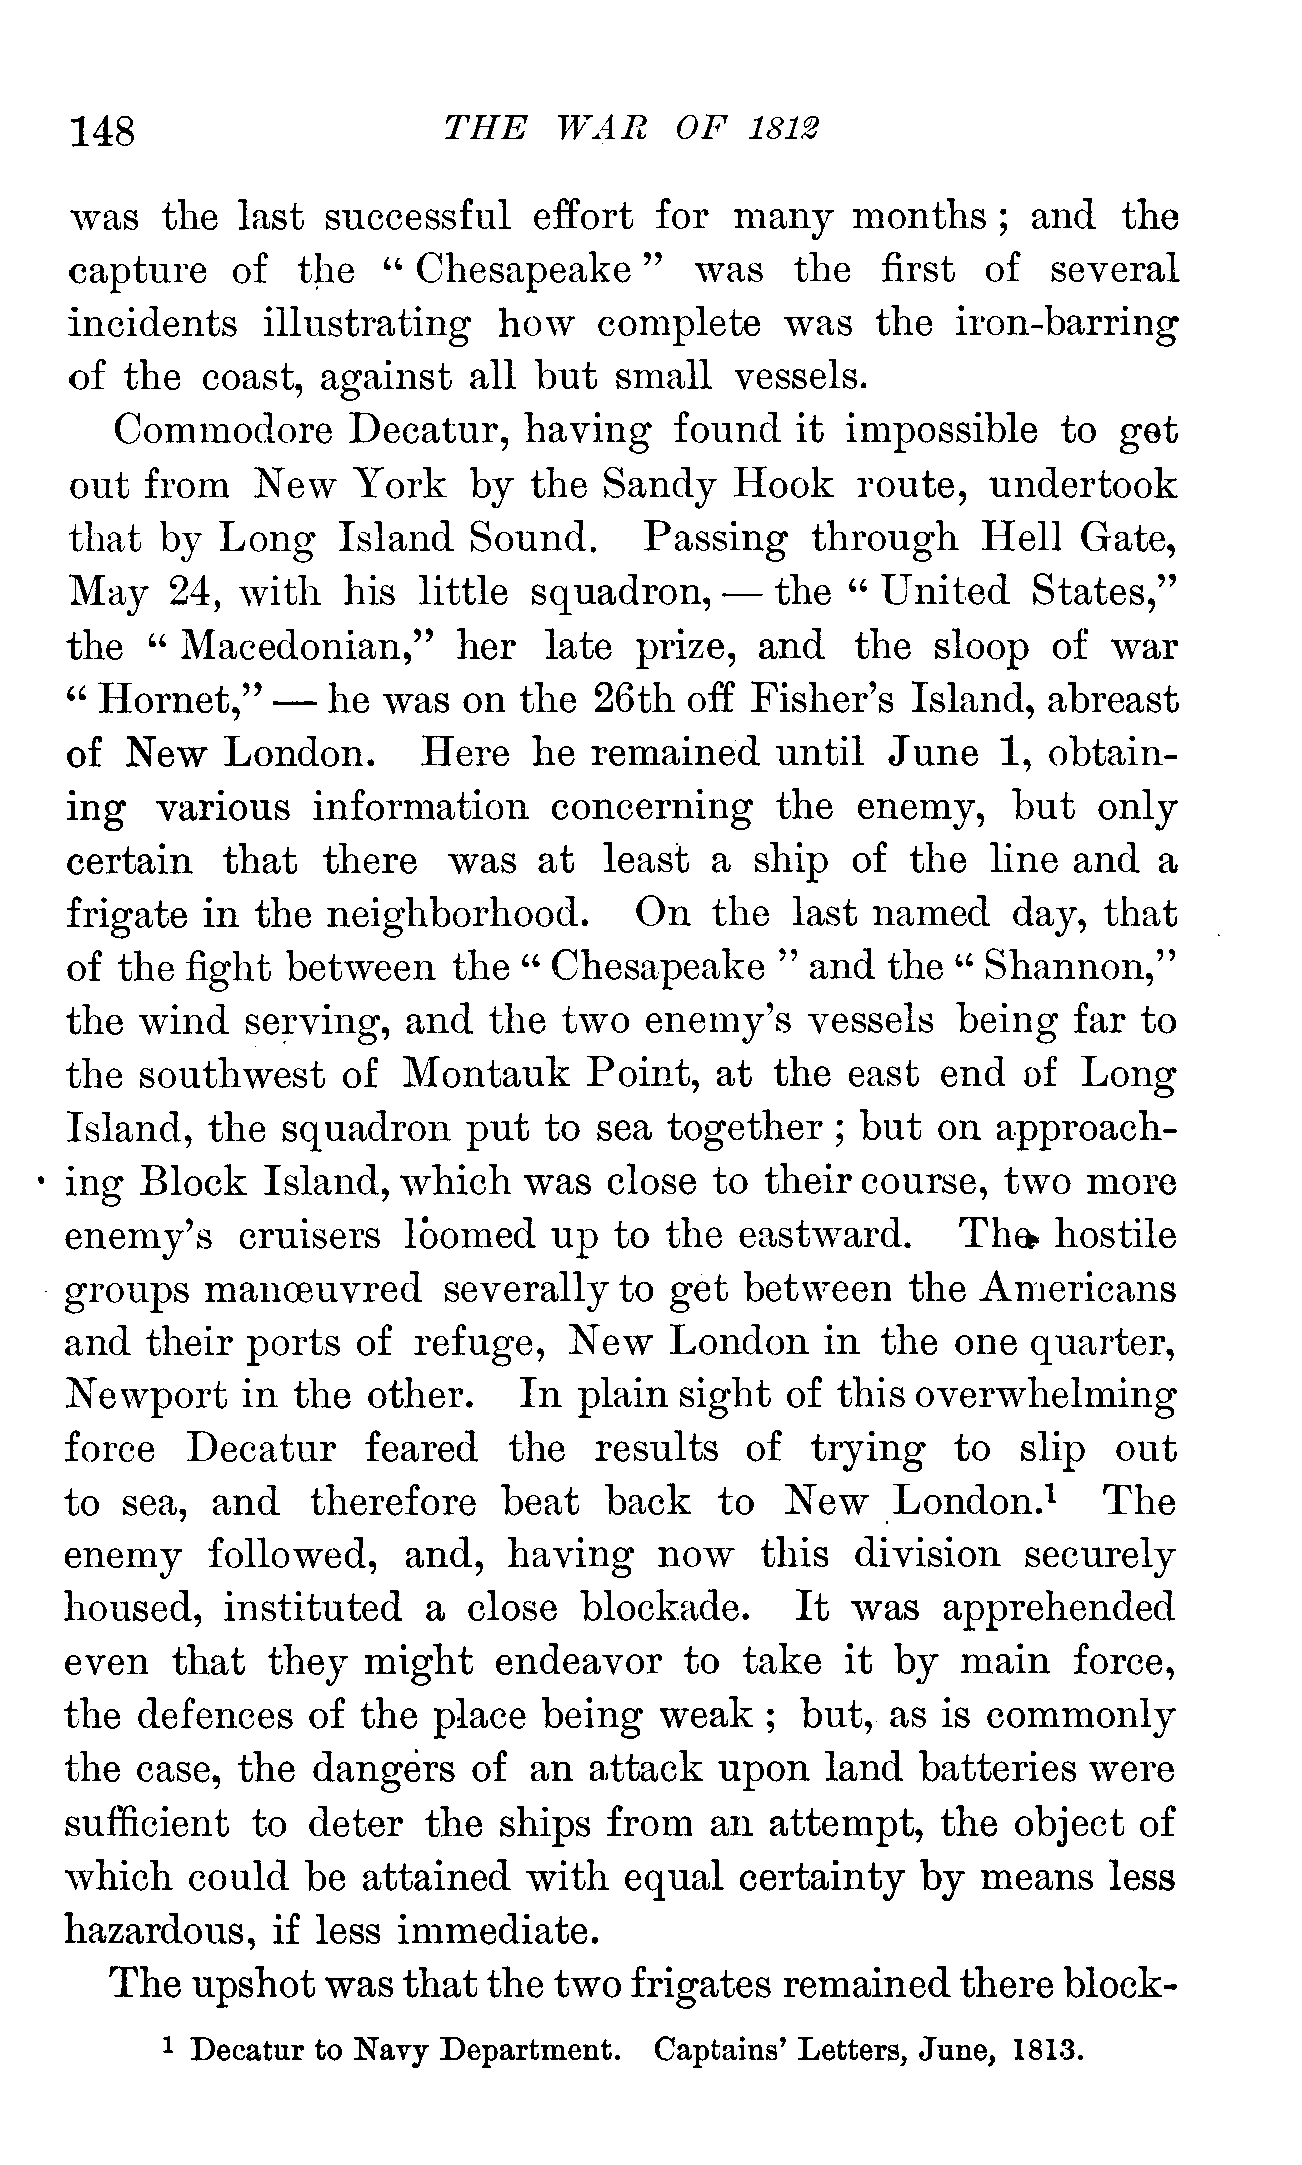 148 THE WAR OF 1812
was the last successful effort for many months ; and the
capture of the “ Chesapeake ” was the first of several
incidents illustrating how complete was the iron-barring
of the coast, against all but small vessels.
Commodore Decatur, having found it impossible to get
out from New York by the Sandy Hook route, undertook
that by Long Island Sound. Passing through Hell Gate,
May 24, with his little squadron, — the “ United States,”
the “ Macedonian,” her late prize, and the sloop of war
“ Hornet,” — he was on the 26th off Fisher’s Island, abreast
of New London. Here he remained until June 1, obtain-
ing various information concerning the enemy, but only
certain that there was at least a ship of the line and a
frigate in the neighborhood. On the last named day, that
of the fight between the “ Chesapeake ” and the “ Shannon,”
the wind serving, and the two enemy’s vessels being far to
the southwest of Montauk Point, at the east end of Long
Island, the squadron put to sea together ; but on approach-
ing Block Island, which was close to their course, two more
enemy’s cruisers loomed up to the eastward. The hostile
groups manœuvred severally to get between the Americans
and their ports of refuge, New London in the one quarter,
Newport in the other. In plain sight of this overwhelming
force Decatur feared the results of trying to slip out
to sea, and therefore beat back to New London.¹ The
enemy followed, and, having now this division securely
housed, instituted a close blockade. It was apprehended
even that they might endeavor to take it by main force,
the defences of the place being weak ; but, as is commonly
the case, the dangers of an attack upon land batteries were
sufficient to deter the ships from an attempt, the object of
which could be attained with equal certainty by means less
hazardous, if less immediate.
The upshot was that the two frigates remained there block-
¹ Decatur to Navy Department. Captains’ Letters, June, 1813.